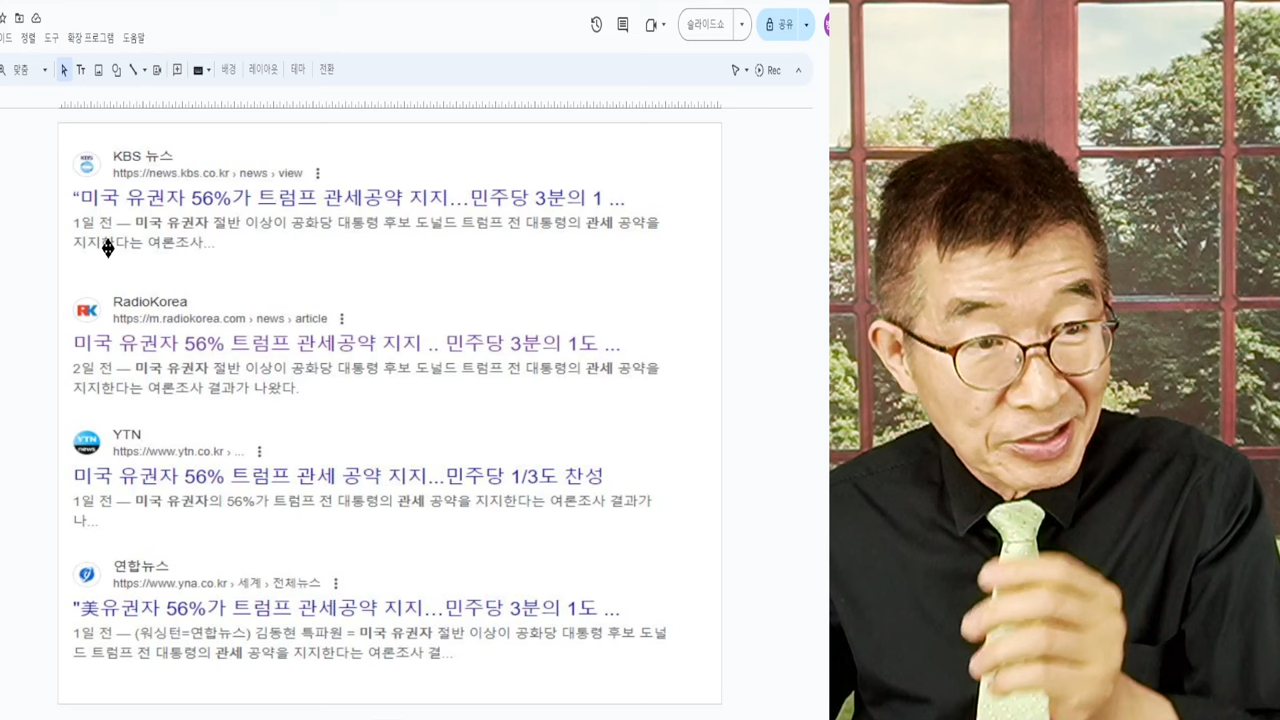 이드 정렬 도구 확장 프로그램 도움말
슬라이드쇼
공유
맞춤
배경 레이아웃 테마 전환
Rec
KBS 뉴스
https://news.kbs.co.kr › news › view
“미국 유권자 56%가 트럼프 관세공약 지지…민주당 3분의 1 ...
1일 전 — 미국 유권자 절반 이상이 공화당 대통령 후보 도널드 트럼프 전 대통령의 관세 공약을
지지한다는 여론조사...
RK
RadioKorea
https://m.radiokorea.com › news › article
미국 유권자 56% 트럼프 관세공약 지지 .. 민주당 3분의 1도 ...
2일 전 — 미국 유권자 절반 이상이 공화당 대통령 후보 도널드 트럼프 전 대통령의 관세 공약을
지지한다는 여론조사 결과가 나왔다.
YTN
news
YTN
https://www.ytn.co.kr › ...
미국 유권자 56% 트럼프 관세 공약 지지...민주당 1/3도 찬성
1일 전 — 미국 유권자의 56%가 트럼프 전 대통령의 관세 공약을 지지한다는 여론조사 결과가
나...
연합뉴스
https://www.yna.co.kr › 세계 › 전체뉴스
"美유권자 56%가 트럼프 관세공약 지지…민주당 3분의 1도 ...
1일 전 — (워싱턴=연합뉴스) 김동현 특파원 = 미국 유권자 절반 이상이 공화당 대통령 후보 도널
드 트럼프 전 대통령의 관세 공약을 지지한다는 여론조사 결...